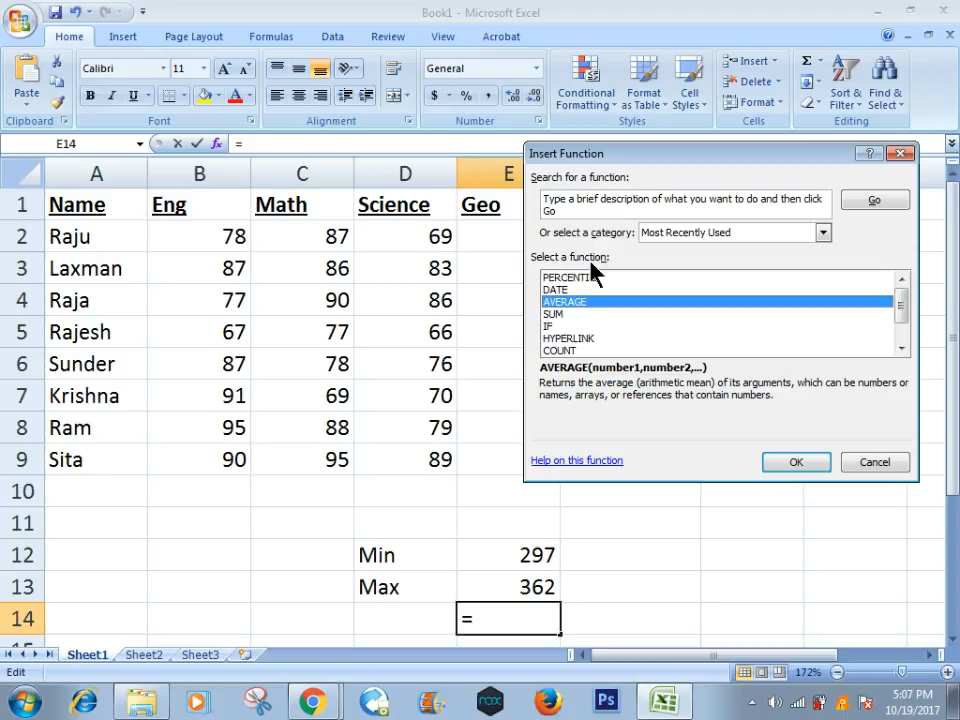 Book1 - Microsoft Excel
Home Insert Page Layout Formulas Data Review View Acrobat
Calibri 11 General
Paste Conditional Formatting Format as Table Cell Styles Insert Delete Format Sort & Filter Find & Select
B I U $ % ,
Clipboard Font Alignment Number Styles Cells Editing
E14 fx =
A B C D E
1 Name Eng Math Science Geo
2 Raju 78 87 69
3 Laxman 87 86 83
4 Raja 77 90 86
5 Rajesh 67 77 66
6 Sunder 87 78 76
7 Krishna 91 69 70
8 Ram 95 88 79
9 Sita 90 95 89
10
11
12 Min 297
13 Max 362
14 =
Insert Function
Search for a function:
Type a brief description of what you want to do and then click
Go
Go
Or select a category: Most Recently Used
Select a function:
DATE
AVERAGE
SUM
IF
HYPERLINK
COUNT
AVERAGE(number1,number2,...)
Returns the average (arithmetic mean) of its arguments, which can be numbers or
names, arrays, or references that contain numbers.
Help on this function OK Cancel
Sheet1 Sheet2 Sheet3
Edit 172%
Ps 5:07 PM
10/19/2017